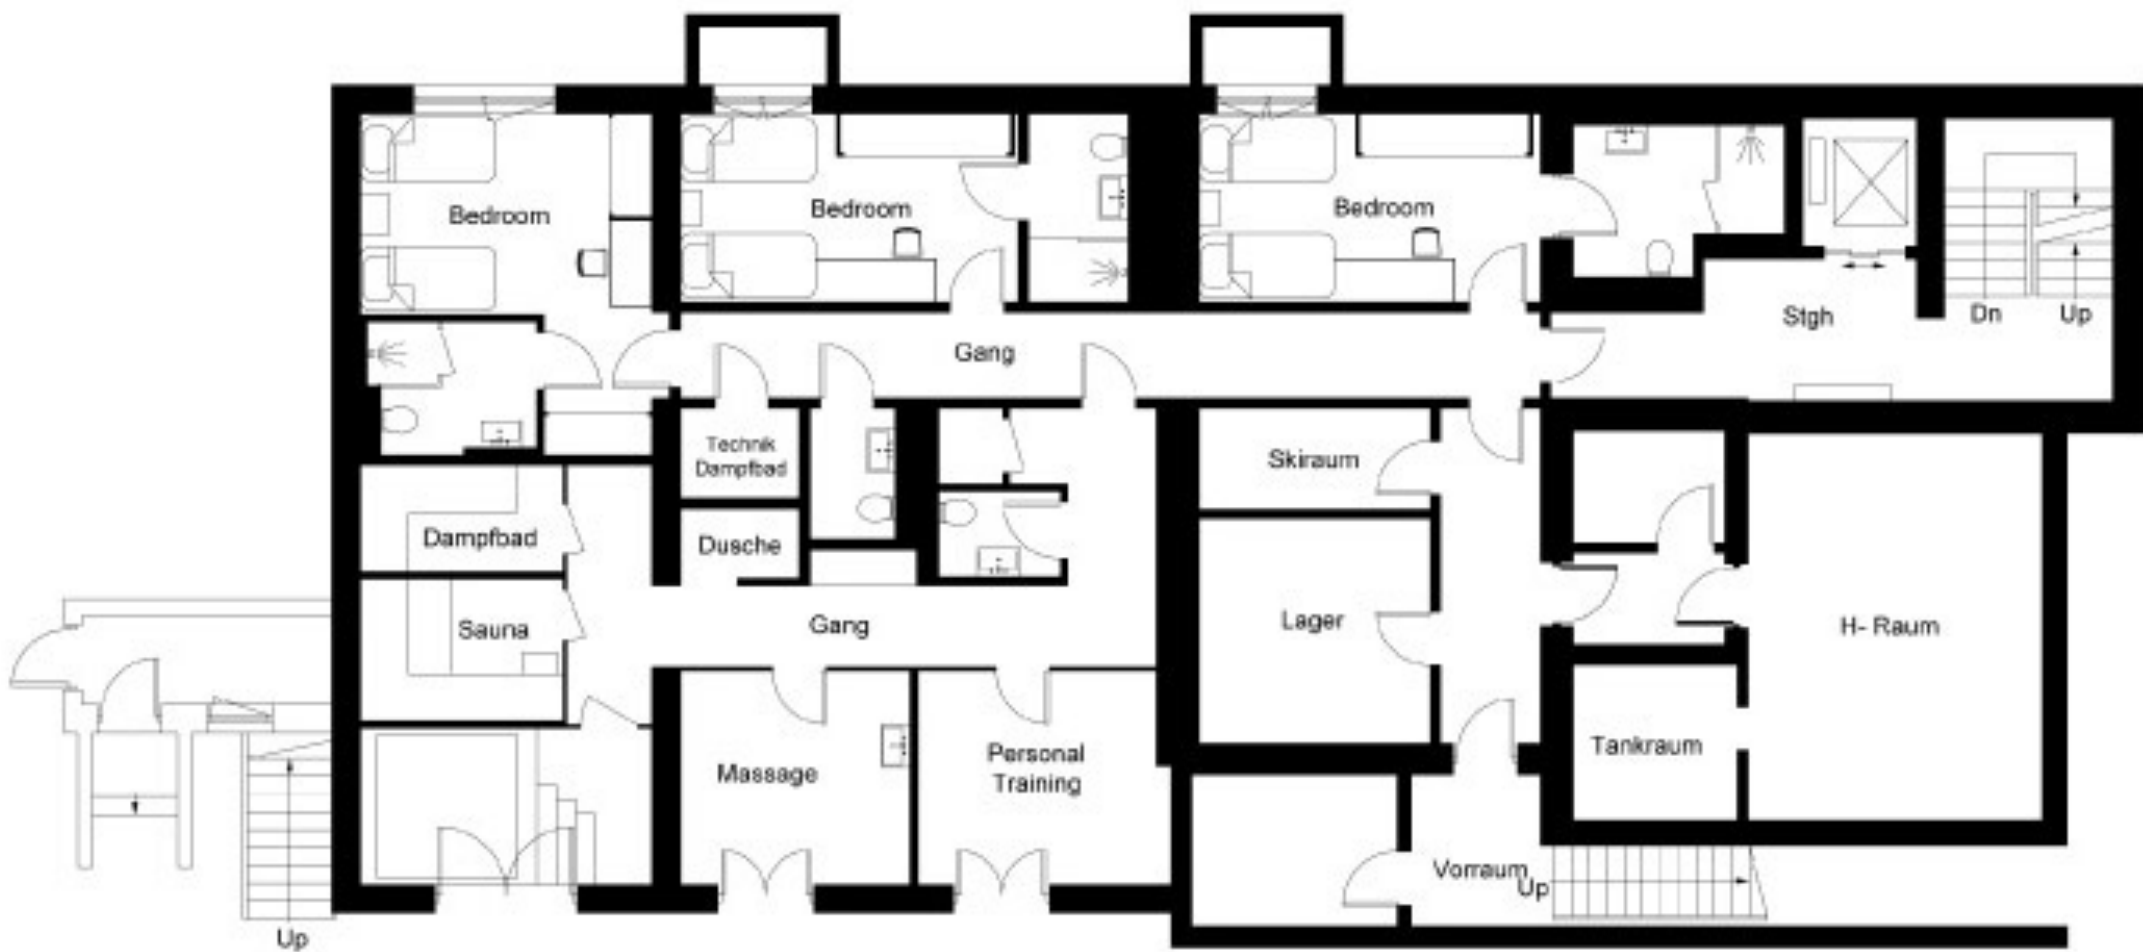 Bedroom
Bedroom
Bedroom
Stgh
Dn
Up
Gang
Technik
Dampfbad
Skiraum
Dampfbad
Dusche
Sauna
Gang
Lager
H- Raum
Massage
Personal
Training
Tankraum
Vorraum
Up
Up